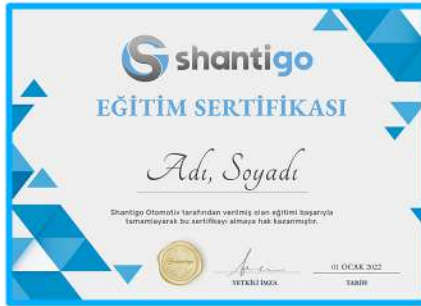 shantigo
EĞİTİM SERTİFİKASI
Adı, Soyadı
Shantigo Otomotiv tarafından verilmiş olan eğitimi başarıyla
tamamlayarak bu sertifikayı almaya hak kazanmıştır.
YETKİLİ İMZA
01 OCAK 2022
TARİH